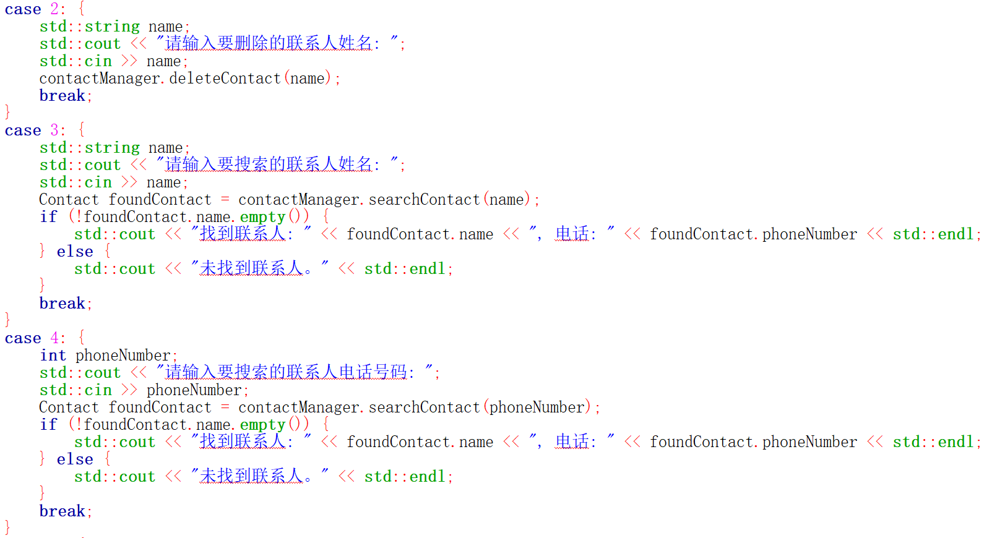 case 2: {
    std::string name;
    std::cout << "请输入要删除的联系人姓名: ";
    std::cin >> name;
    contactManager.deleteContact(name);
    break;
}
case 3: {
    std::string name;
    std::cout << "请输入要搜索的联系人姓名: ";
    std::cin >> name;
    Contact foundContact = contactManager.searchContact(name);
    if (!foundContact.name.empty()) {
        std::cout << "找到联系人: " << foundContact.name << ", 电话: " << foundContact.phoneNumber << std::endl;
    } else {
        std::cout << "未找到联系人。" << std::endl;
    }
    break;
}
case 4: {
    int phoneNumber;
    std::cout << "请输入要搜索的联系人电话号码: ";
    std::cin >> phoneNumber;
    Contact foundContact = contactManager.searchContact(phoneNumber);
    if (!foundContact.name.empty()) {
        std::cout << "找到联系人: " << foundContact.name << ", 电话: " << foundContact.phoneNumber << std::endl;
    } else {
        std::cout << "未找到联系人。" << std::endl;
    }
    break;
}